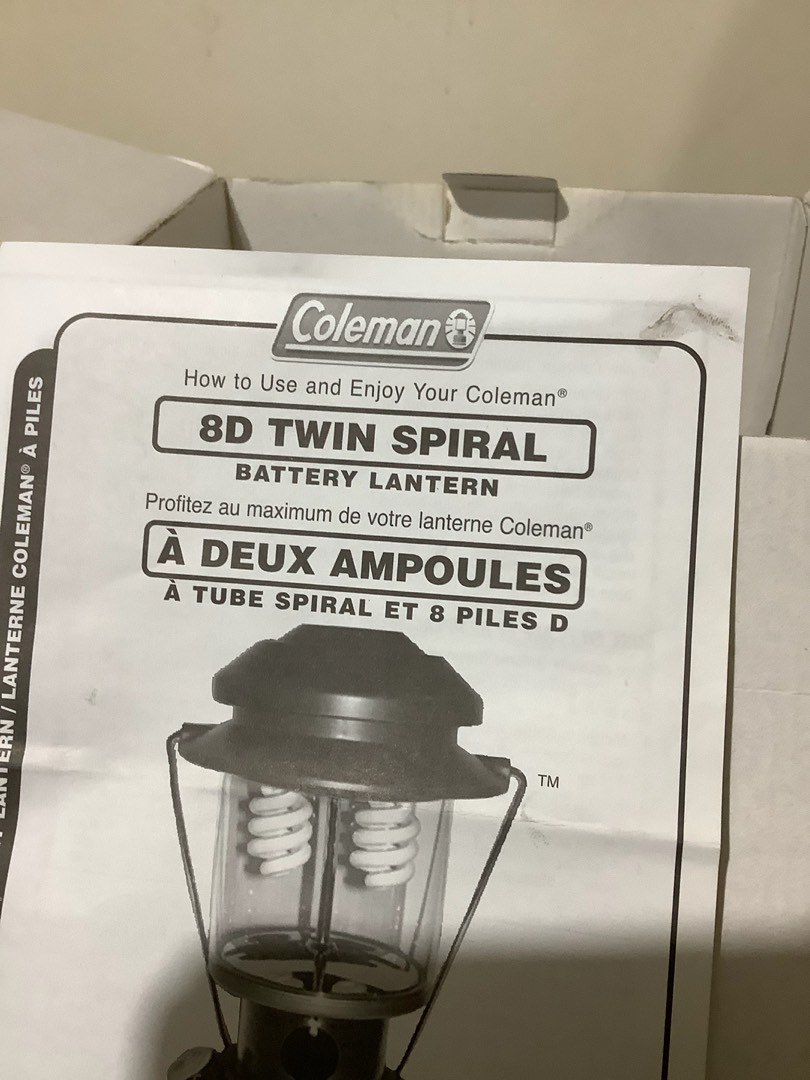 Coleman
How to Use and Enjoy Your Coleman®
8D TWIN SPIRAL
BATTERY LANTERN
Profitez au maximum de votre lanterne Coleman®
À DEUX AMPOULES
À TUBE SPIRAL ET 8 PILES D
TM
LANTERN / LANTERNE COLEMAN® À PILES